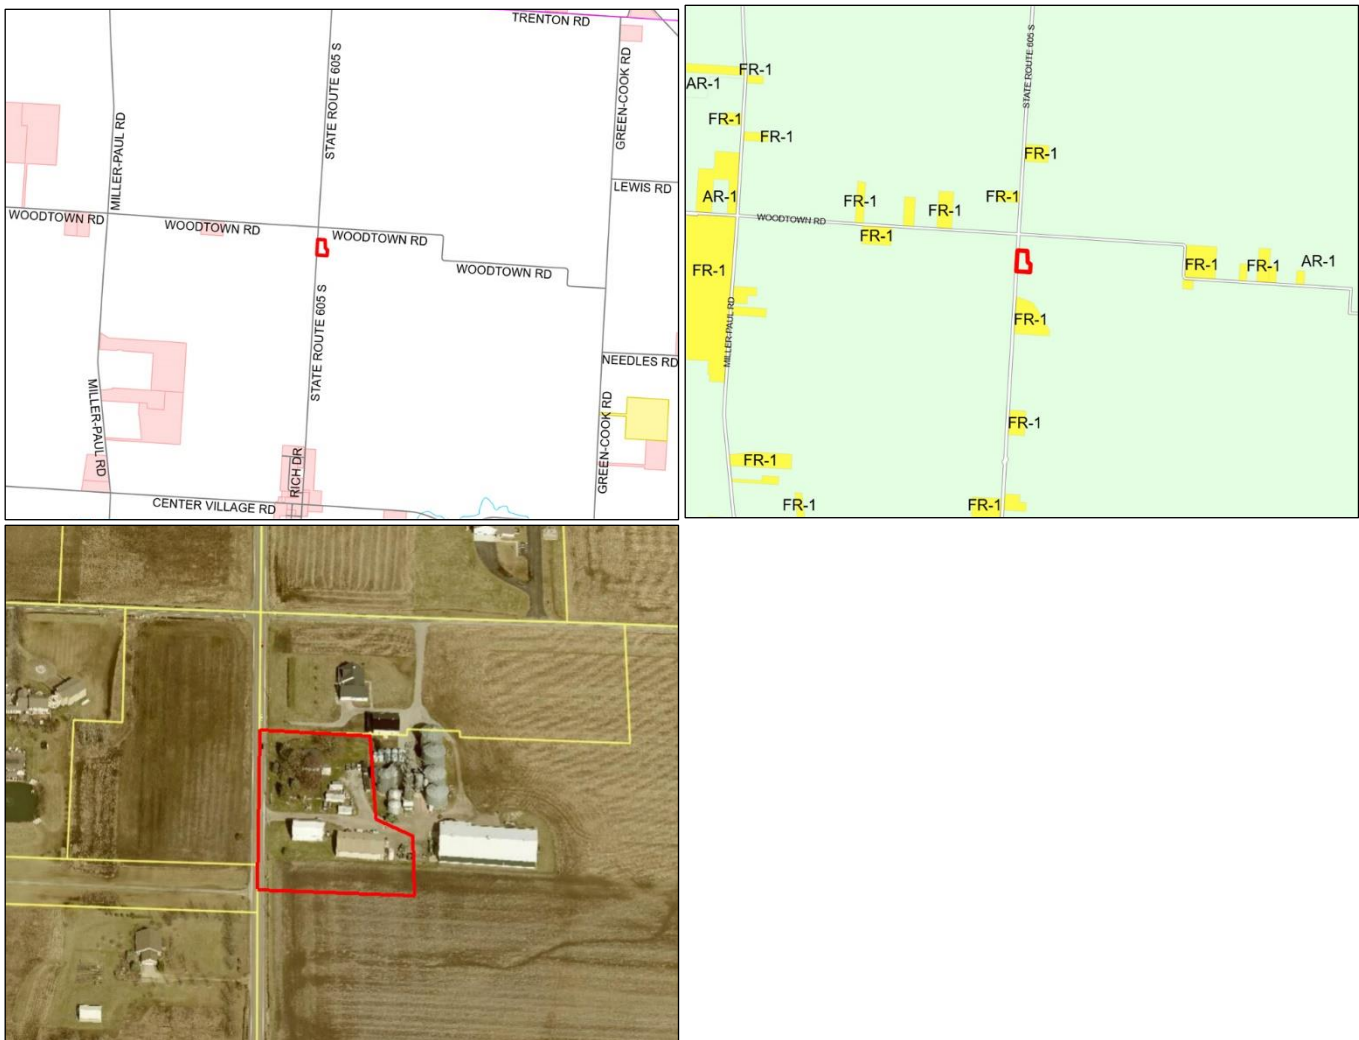 TRENTON RD
STATE ROUTE 605 S
GREEN-COOK RD
MILLER-PAUL RD
LEWIS RD
WOODTOWN RD
WOODTOWN RD
WOODTOWN RD
WOODTOWN RD
STATE ROUTE 605 S
NEEDLES RD
MILLER-PAUL RD
GREEN-COOK RD
RICH DR
CENTER VILLAGE RD
FR-1
AR-1
STATE ROUTE 605 S
FR-1
FR-1
FR-1
AR-1
FR-1
FR-1
FR-1
WOODTOWN RD
FR-1
FR-1
FR-1
FR-1
AR-1
MILLER-PAUL RD
FR-1
FR-1
FR-1
FR-1
FR-1